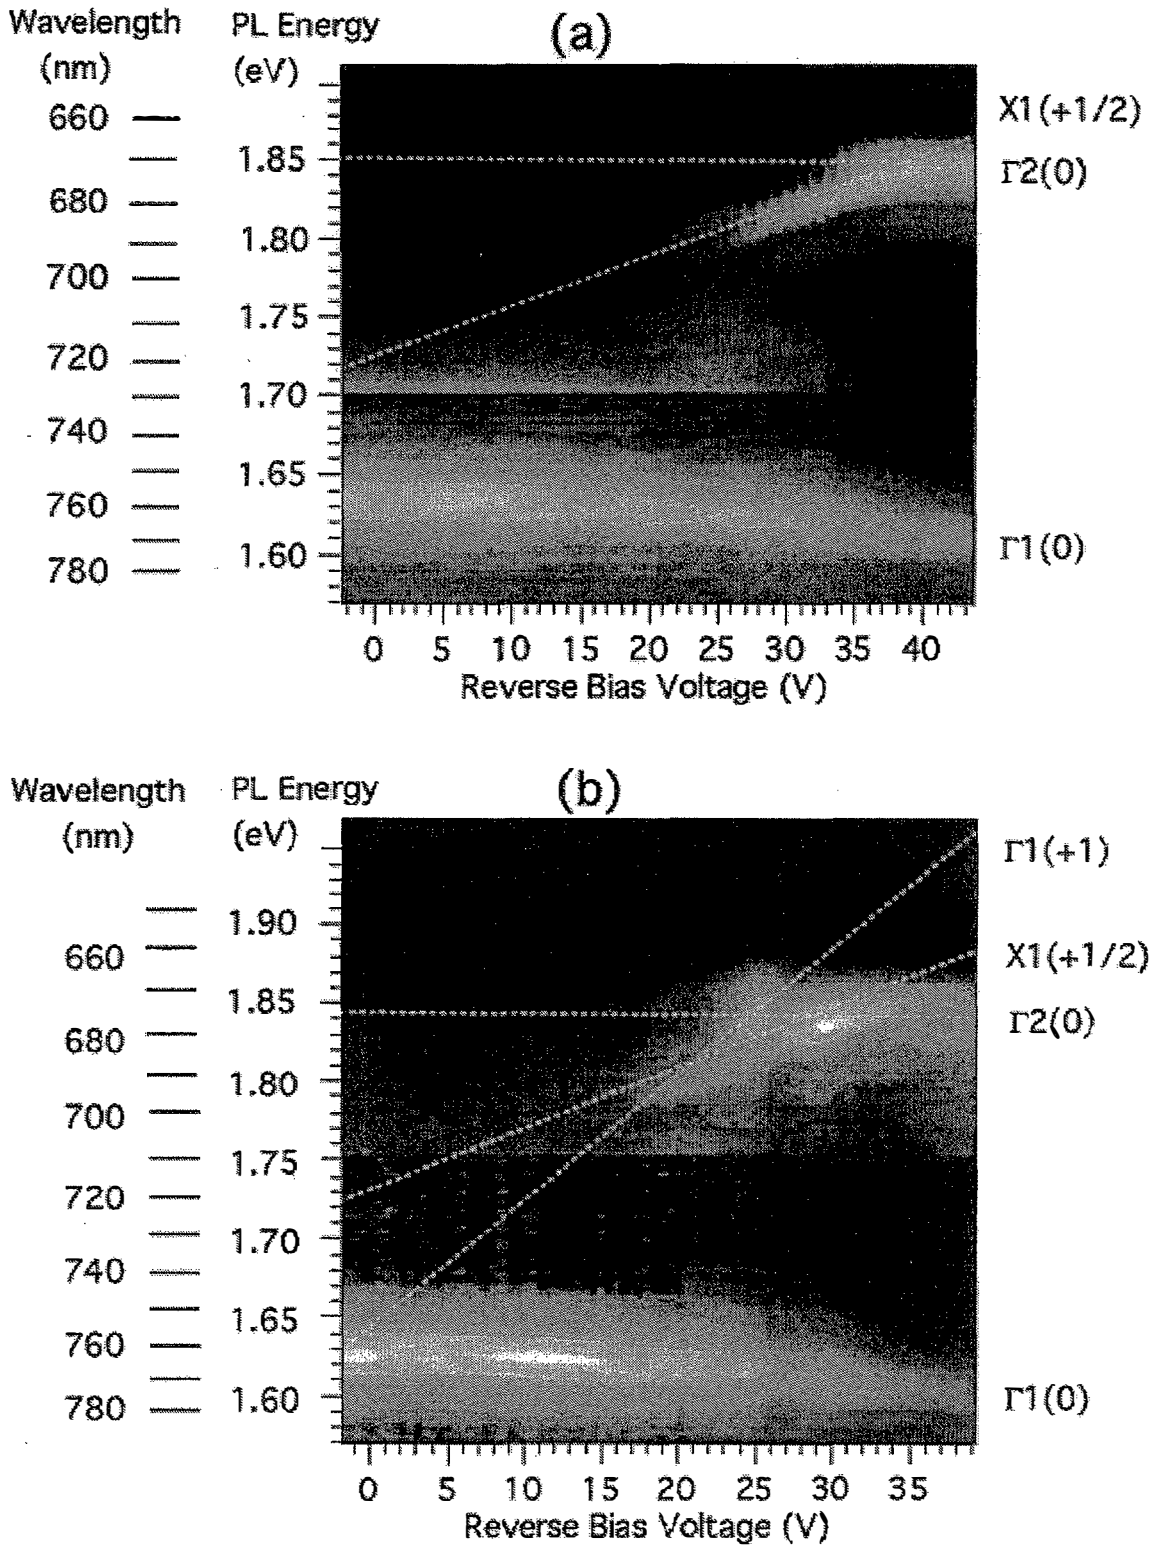 (a)
Wavelength
(nm)
660
680
700
720
740
760
780
PL Energy
(eV)
1.85
1.80
1.75
1.70
1.65
1.60
X1(+1/2)
Γ2(0)
Γ1(0)
0 5 10 15 20 25 30 35 40
Reverse Bias Voltage (V)
(b)
Wavelength
(nm)
660
680
700
720
740
760
780
PL Energy
(eV)
1.90
1.85
1.80
1.75
1.70
1.65
1.60
Γ1(+1)
X1(+1/2)
Γ2(0)
Γ1(0)
0 5 10 15 20 25 30 35
Reverse Bias Voltage (V)